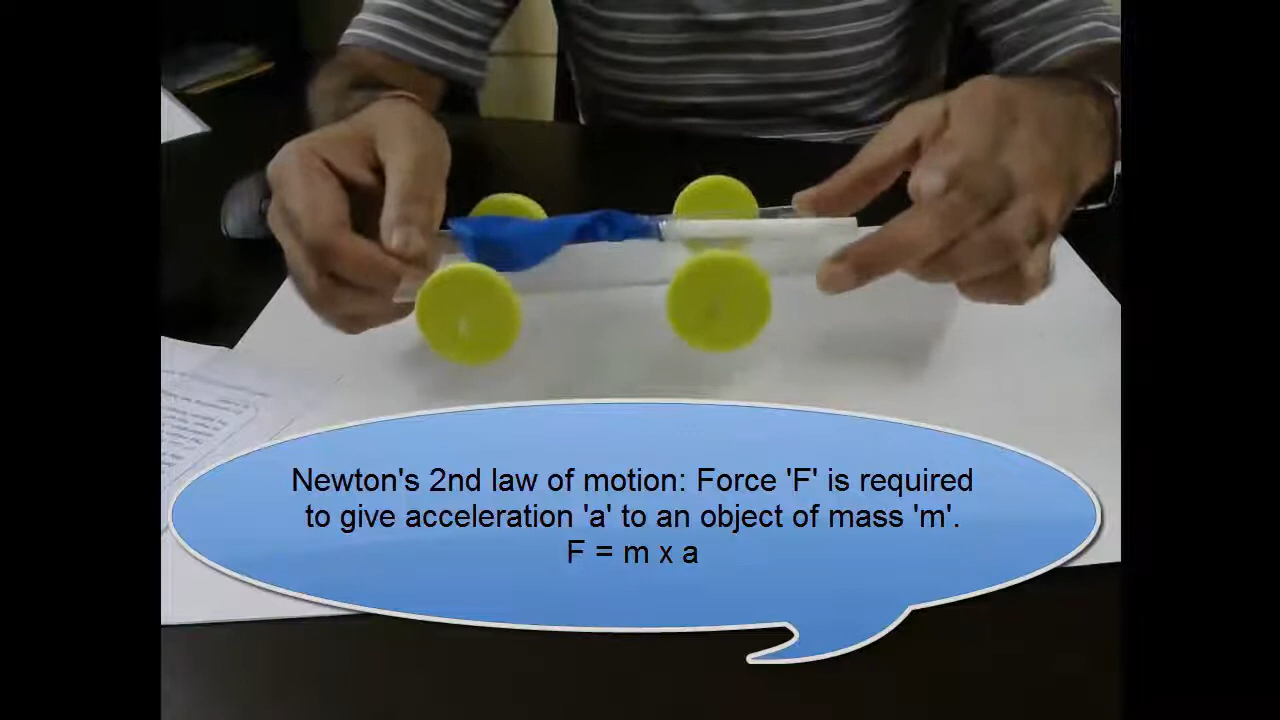 Newton's 2nd law of motion: Force 'F' is required
to give acceleration 'a' to an object of mass 'm'.
F = m x a